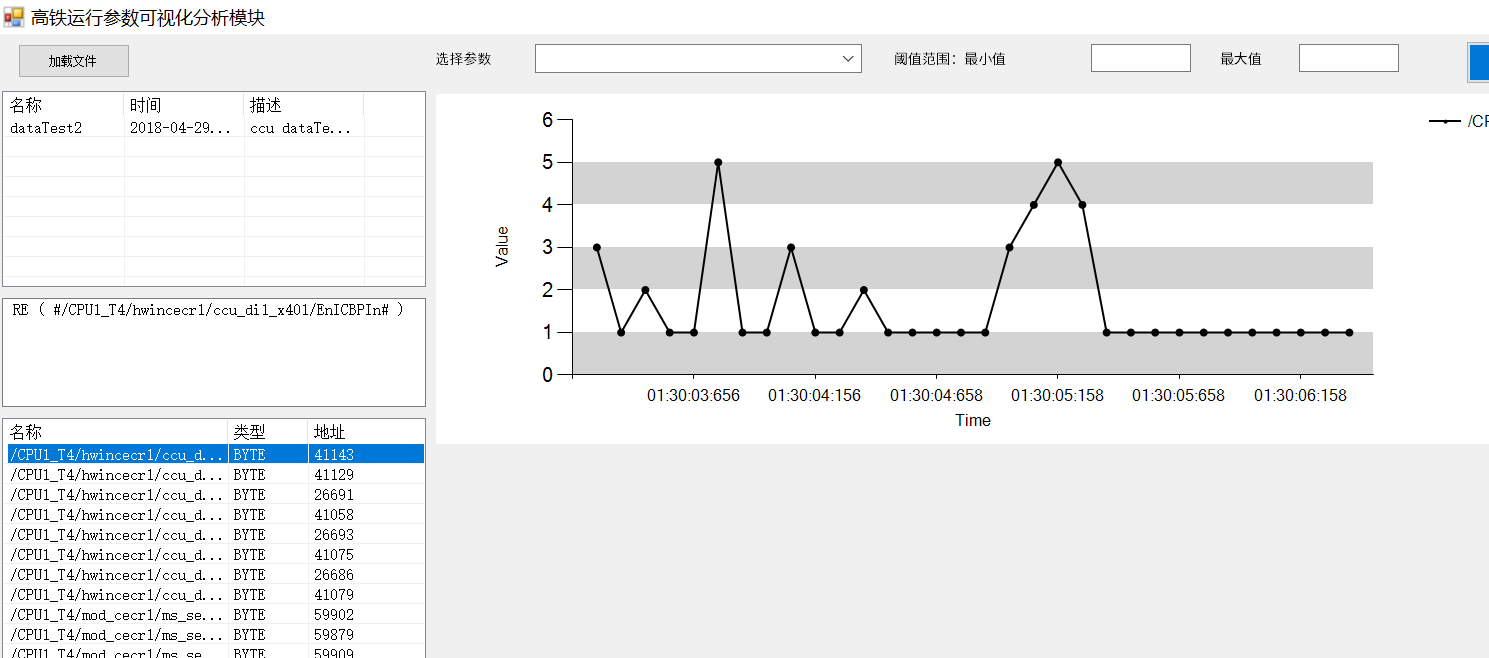 高铁运行参数可视化分析模块
加载文件
选择参数
阈值范围：最小值
最大值
名称 时间 描述
dataTest2 2018-04-29... ccu dataTe...
RE ( #/CPU1_T4/hwincecr1/ccu_di1_x401/EnICBPIn# )
名称 类型 地址
/CPU1_T4/hwincecr1/ccu_d... BYTE 41143
/CPU1_T4/hwincecr1/ccu_d... BYTE 41129
/CPU1_T4/hwincecr1/ccu_d... BYTE 26691
/CPU1_T4/hwincecr1/ccu_d... BYTE 41058
/CPU1_T4/hwincecr1/ccu_d... BYTE 26693
/CPU1_T4/hwincecr1/ccu_d... BYTE 41075
/CPU1_T4/hwincecr1/ccu_d... BYTE 26686
/CPU1_T4/hwincecr1/ccu_d... BYTE 41079
/CPU1_T4/mod_cecr1/ms_se... BYTE 59902
/CPU1_T4/mod_cecr1/ms_se... BYTE 59879
/CPU1_T4/mod_cecr1/ms_se... BYTE 59909
6
5
4
3
2
1
0
Value
01:30:03:656 01:30:04:156 01:30:04:658 01:30:05:158 01:30:05:658 01:30:06:158
Time